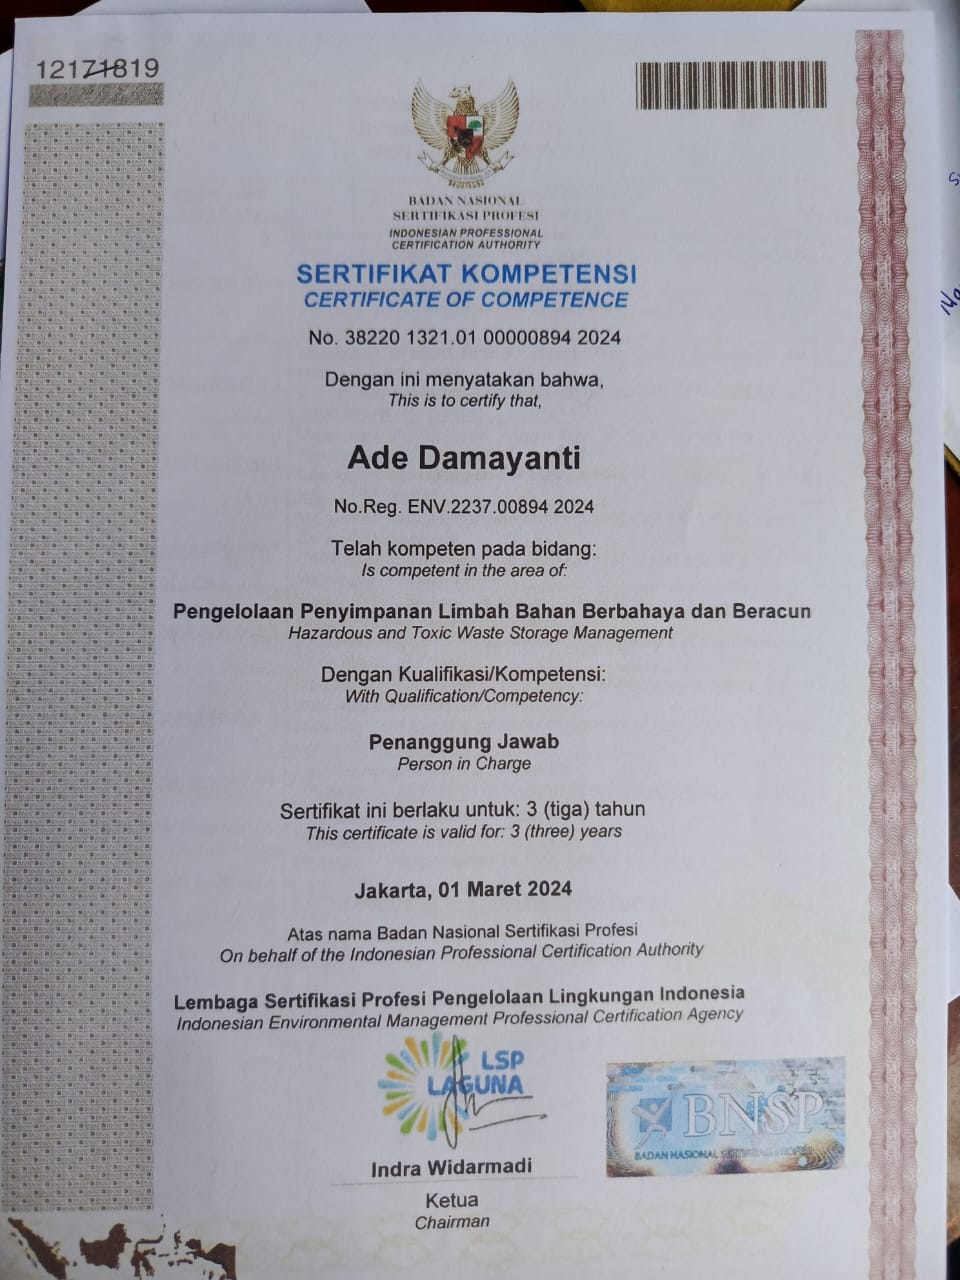 12171819
BADAN NASIONAL
SERTIFIKASI PROFESI
INDONESIAN PROFESSIONAL
CERTIFICATION AUTHORITY
SERTIFIKAT KOMPETENSI
CERTIFICATE OF COMPETENCE
No. 38220 1321.01 00000894 2024
Dengan ini menyatakan bahwa,
This is to certify that,
Ade Damayanti
No.Reg. ENV.2237.00894 2024
Telah kompeten pada bidang:
Is competent in the area of:
Pengelolaan Penyimpanan Limbah Bahan Berbahaya dan Beracun
Hazardous and Toxic Waste Storage Management
Dengan Kualifikasi/Kompetensi:
With Qualification/Competency:
Penanggung Jawab
Person in Charge
Sertifikat ini berlaku untuk: 3 (tiga) tahun
This certificate is valid for: 3 (three) years
Jakarta, 01 Maret 2024
Atas nama Badan Nasional Sertifikasi Profesi
On behalf of the Indonesian Professional Certification Authority
Lembaga Sertifikasi Profesi Pengelolaan Lingkungan Indonesia
Indonesian Environmental Management Professional Certification Agency
LSP
LAGUNA
BNSP
BADAN NASIONAL SERTIFIKASI PROFESI
Indra Widarmadi
Ketua
Chairman